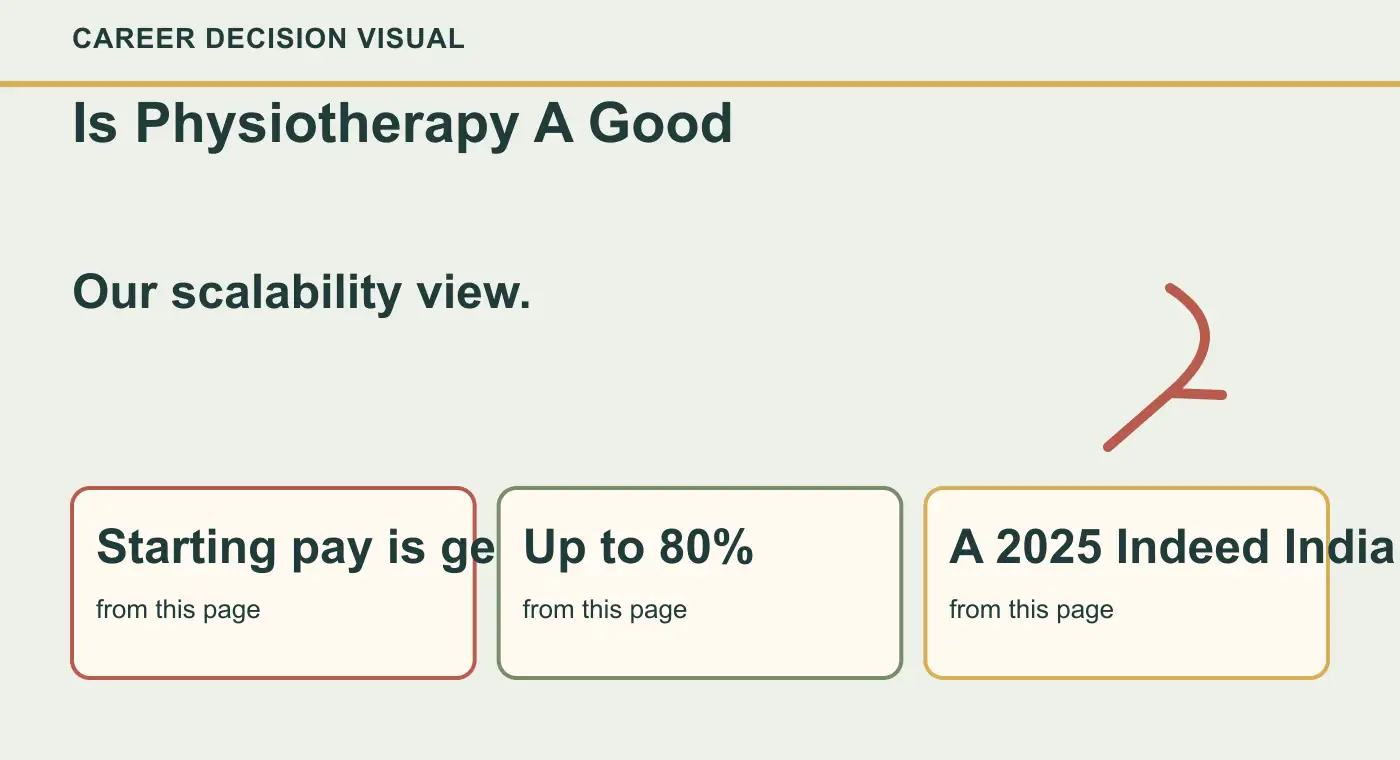 CAREER DECISION VISUAL
Is Physiotherapy A Good
Our scalability view.
Starting pay is ge
from this page
Up to 80%
from this page
A 2025 Indeed India
from this page